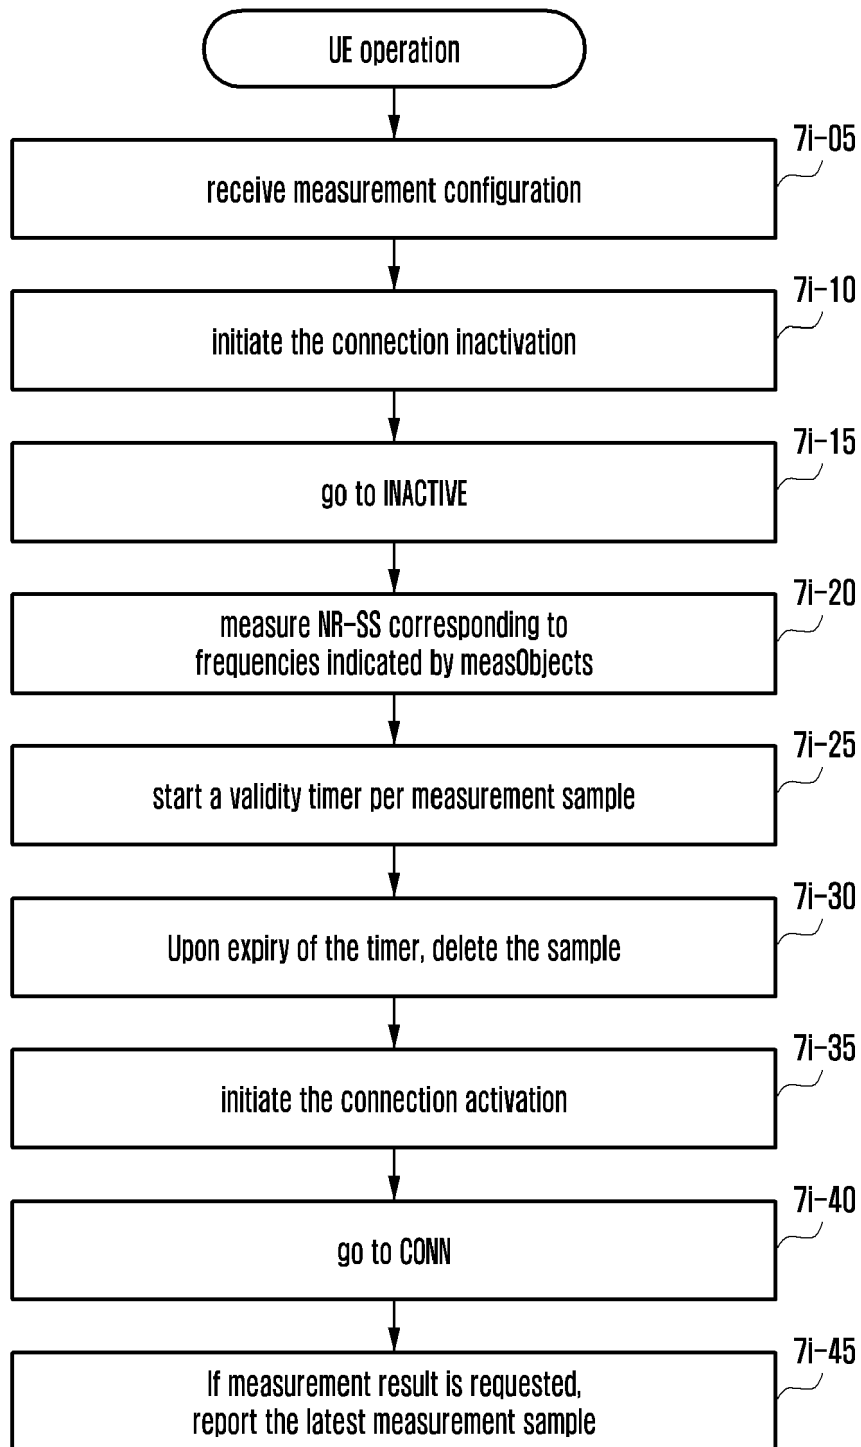 UE operation
7i-05
receive measurement configuration
7i-10
initiate the connection inactivation
7i-15
go to INACTIVE
7i-20
measure NR-SS corresponding to
frequencies indicated by measObjects
7i-25
start a validity timer per measurement sample
7i-30
Upon expiry of the timer, delete the sample
7i-35
initiate the connection activation
7i-40
go to CONN
7i-45
If measurement result is requested,
report the latest measurement sample